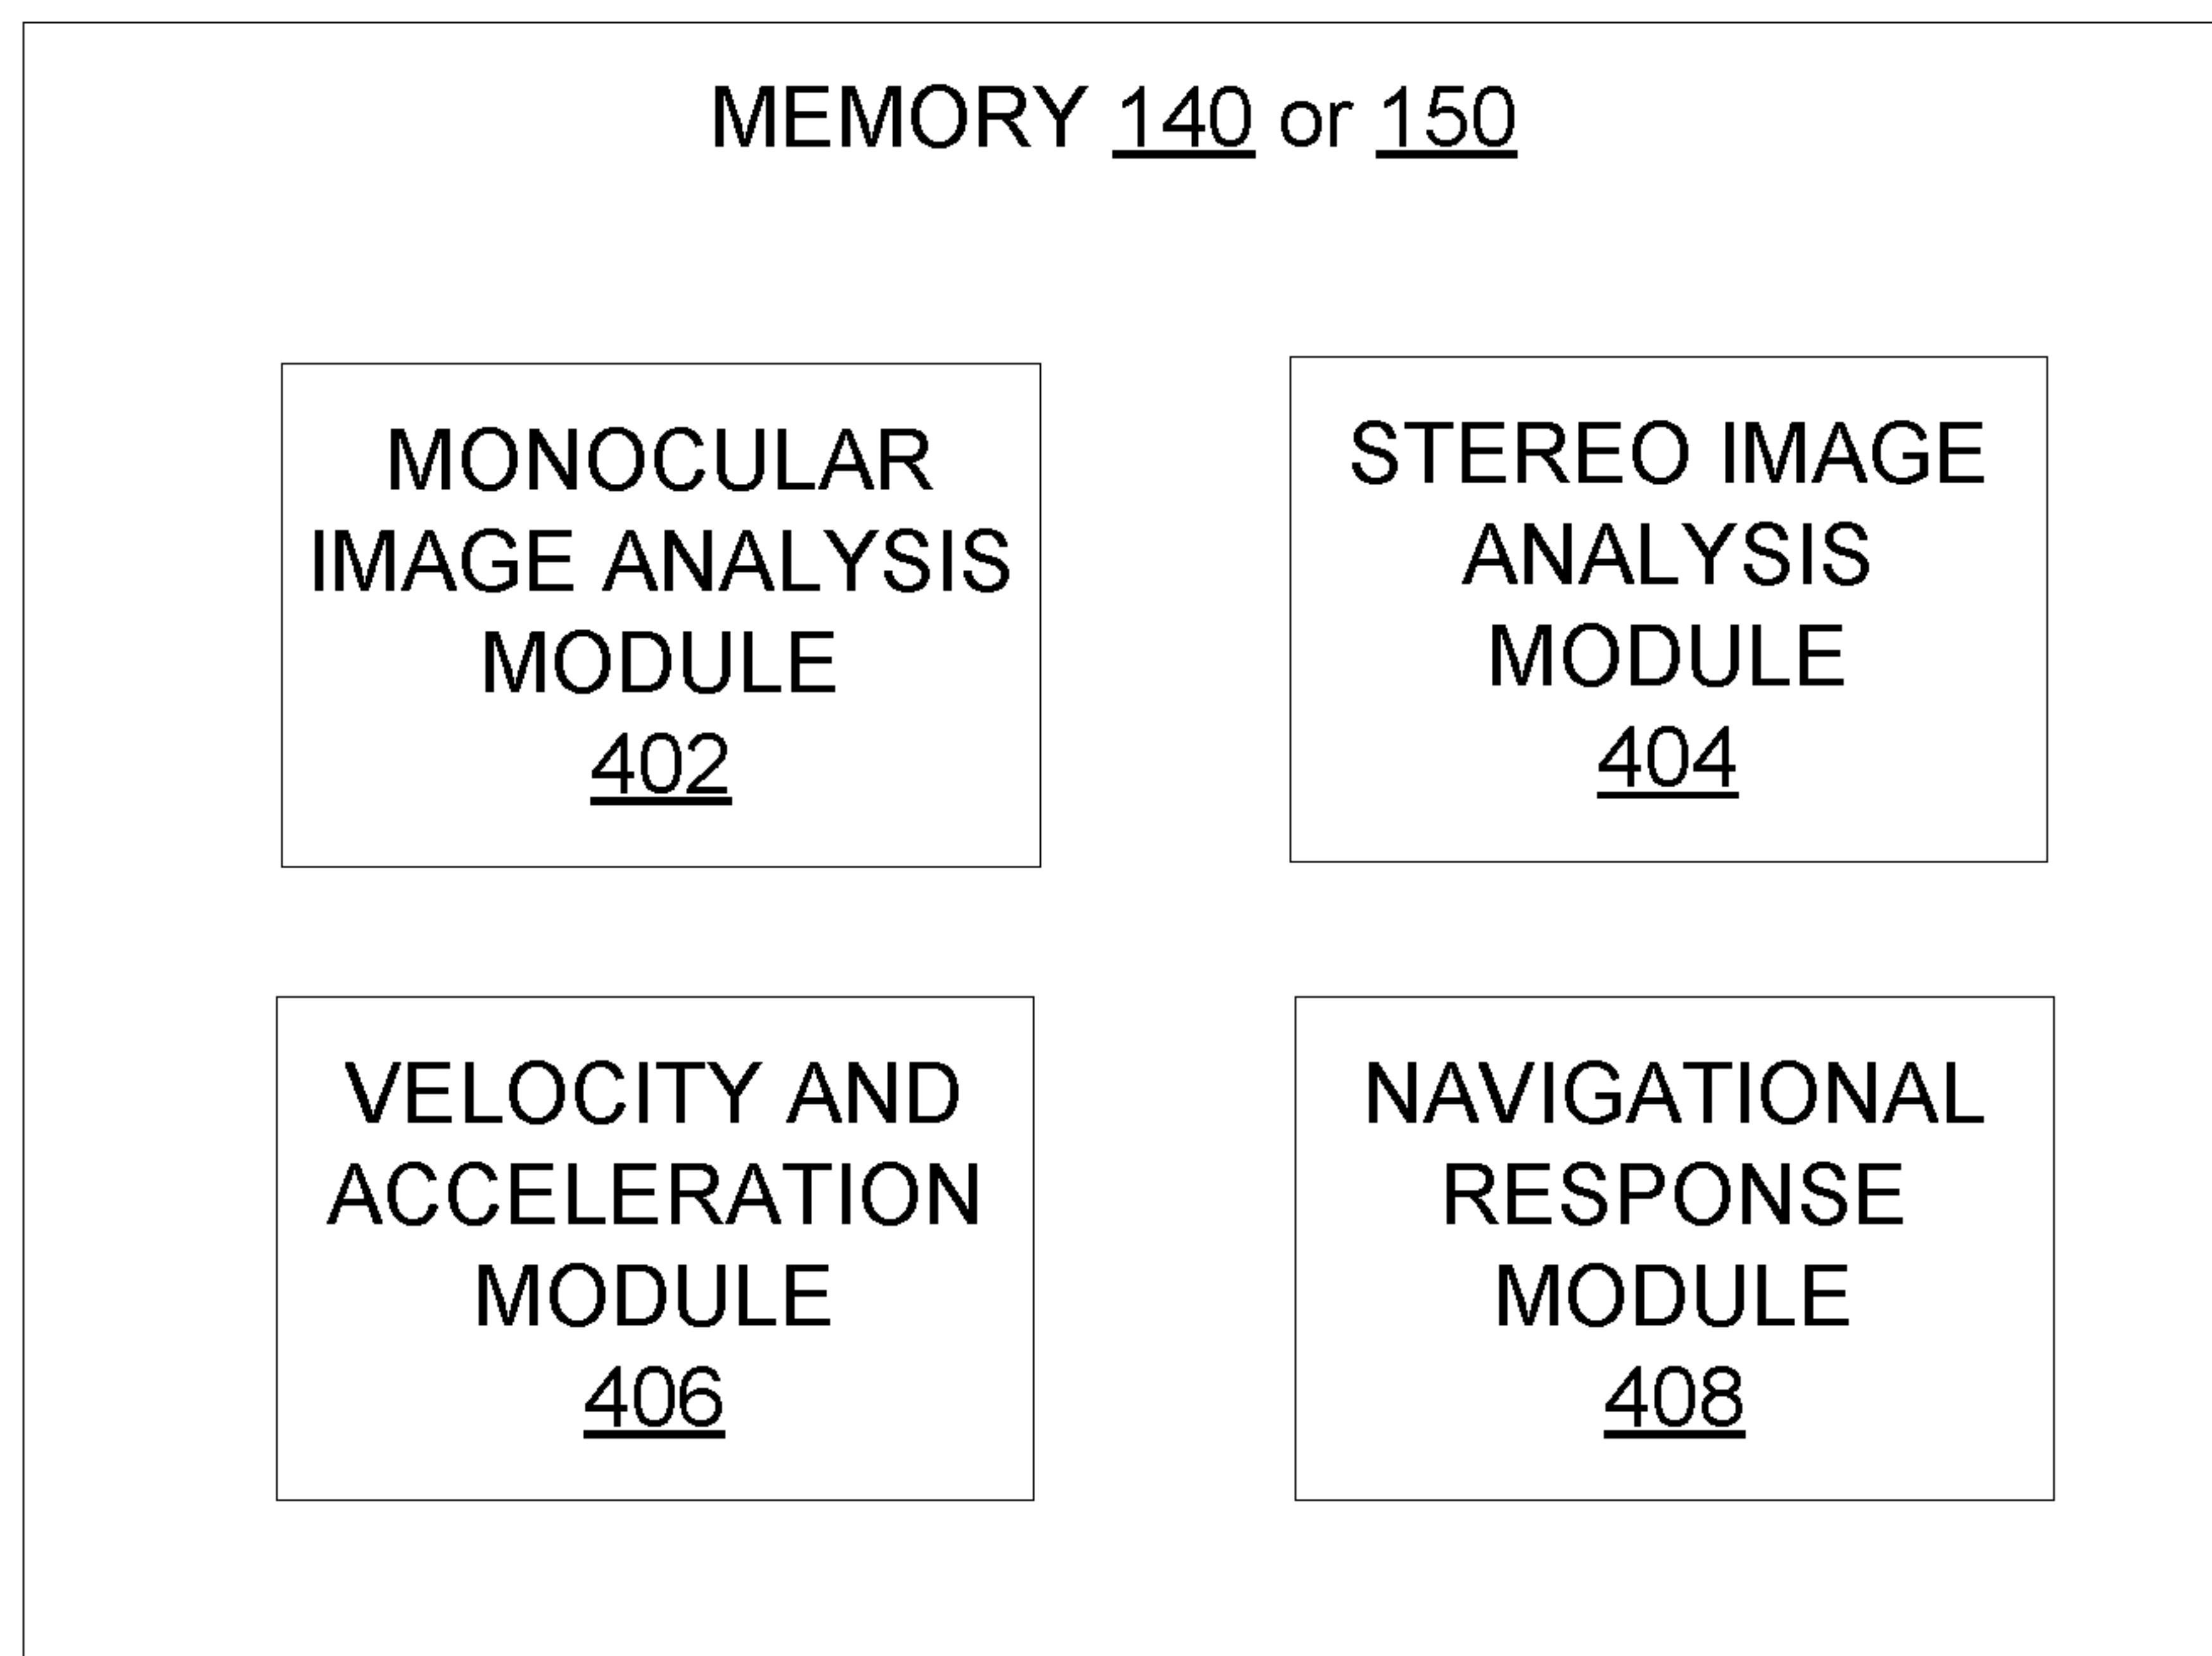 MEMORY 140 or 150
MONOCULAR
IMAGE ANALYSIS
MODULE
402
STEREO IMAGE
ANALYSIS
MODULE
404
VELOCITY AND
ACCELERATION
MODULE
406
NAVIGATIONAL
RESPONSE
MODULE
408